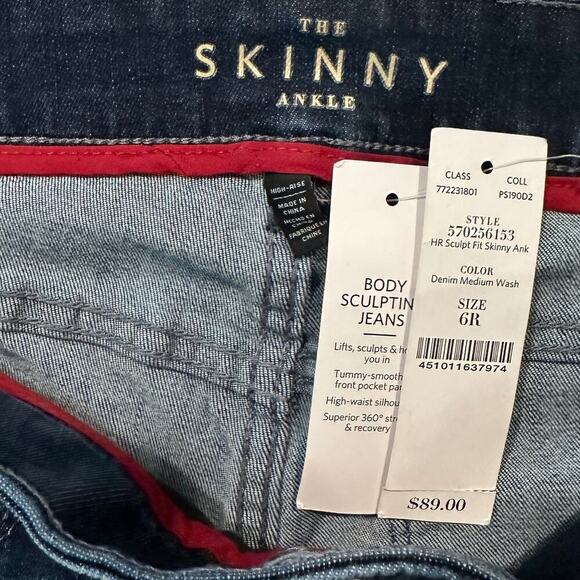 THE
SKINNY
ANKLE
HIGH-RISE
MADE IN
CHINA
HECHO EN
CHINA
FABRIQUE EN
CHINE
BODY
SCULPTIN
JEANS
Lifts, sculpts & ho
you in
Tummy-smooth
front pocket pan
High-waist silhou
Superior 360° stre
& recovery
CLASS COLL
772231801 PS190D2
STYLE
570256153
HR Sculpt Fit Skinny Ank
COLOR
Denim Medium Wash
SIZE
6R
451011637974
$89.00